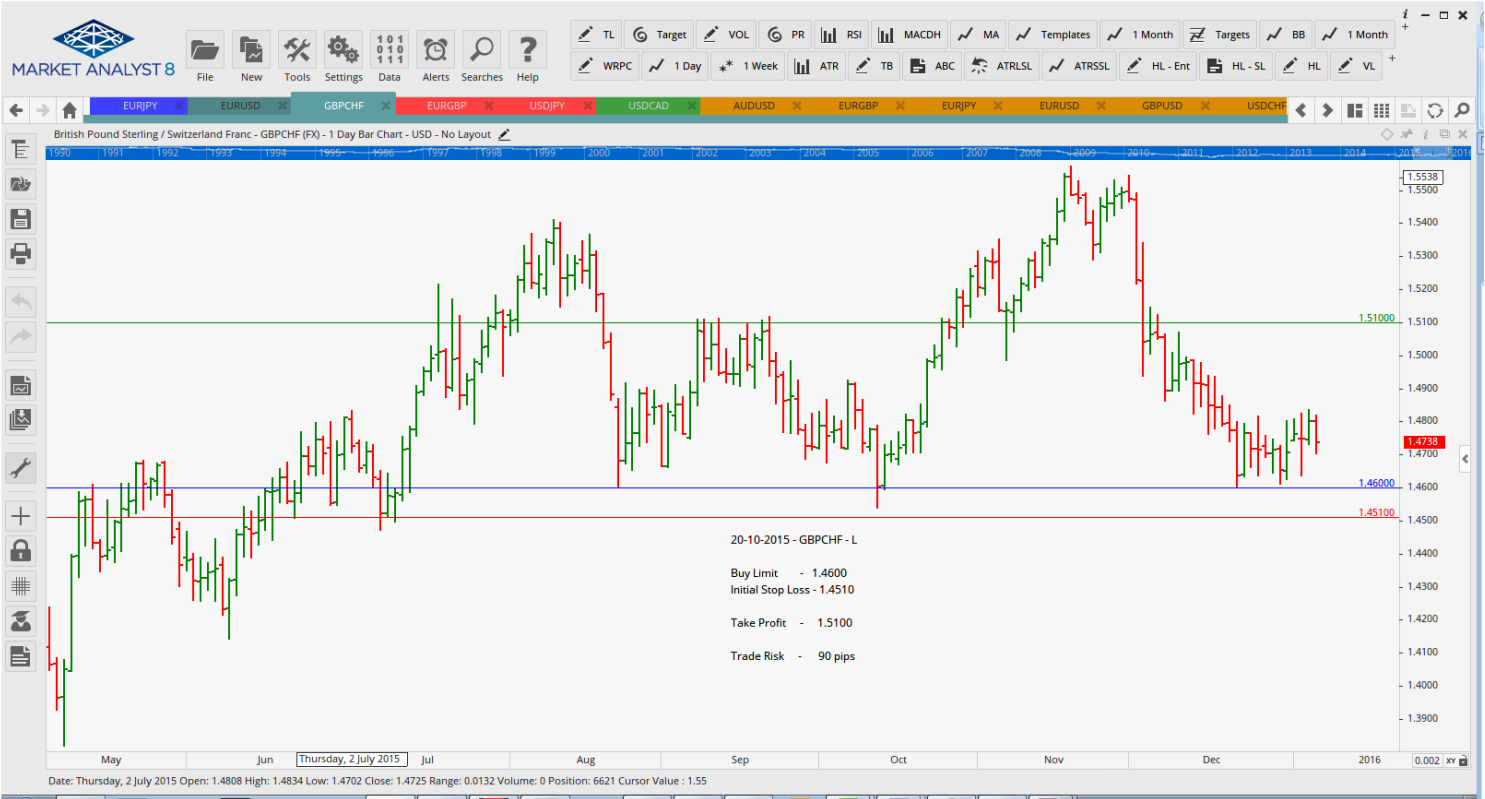 MARKET ANALYST 8
File New Tools Settings Data Alerts Searches Help
101
010
111
TL Target VOL PR RSI MACDH MA Templates 1 Month Targets BB 1 Month
WRPC 1 Day 1 Week ATR TB ABC ATRLSL ATRSSL HL - Ent HL - SL HL VL
EURJPY EURUSD GBPCHF EURGBP USDJPY USDCAD AUDUSD EURGBP EURJPY EURUSD GBPUSD USDCHF
British Pound Sterling / Switzerland Franc - GBPCHF (FX) - 1 Day Bar Chart - USD - No Layout
1990 1991 1992 1993 1994 1995 1996 1997 1998 1999 2000 2001 2002 2003 2004 2005 2006 2007 2008 2009 2010 2011 2012 2013 2014 2015 2016
1.5538
1.5500
1.5400
1.5300
1.5200
1.51000
1.5100
1.5000
1.4900
1.4800
1.4738
1.4700
1.46000
1.4600
1.45100
1.4500
1.4400
1.4300
1.4200
1.4100
1.4000
1.3900
20-10-2015 - GBPCHF - L
Buy Limit - 1.4600
Initial Stop Loss - 1.4510
Take Profit - 1.5100
Trade Risk - 90 pips
May Jun Thursday, 2 July 2015 Jul Aug Sep Oct Nov Dec 2016
0.002 XY
Date: Thursday, 2 July 2015 Open: 1.4808 High: 1.4834 Low: 1.4702 Close: 1.4725 Range: 0.0132 Volume: 0 Position: 6621 Cursor Value : 1.55